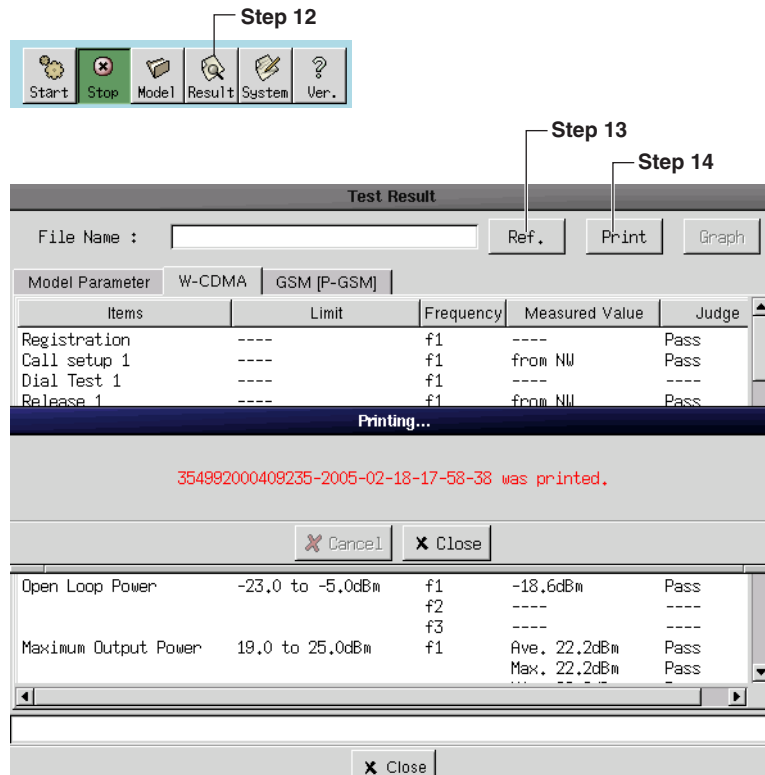 Step 12
Start Stop Model Result System Ver.
Step 13
Step 14
Test Result
File Name : Ref. Print Graph
Model Parameter W-CDMA GSM [P-GSM]
Items Limit Frequency Measured Value Judge
Registration ---- f1 ---- Pass
Call setup 1 ---- f1 from NW Pass
Dial Test 1 ---- f1 ---- ----
Release 1 ---- f1 from NW Pass
Printing...
354992000409235-2005-02-18-17-58-38 was printed.
Cancel Close
Open Loop Power -23.0 to -5.0dBm f1 -18.6dBm Pass
f2 ---- ----
f3 ---- ----
Maximum Output Power 19.0 to 25.0dBm f1 Ave. 22.2dBm Pass
Max. 22.2dBm Pass
Close